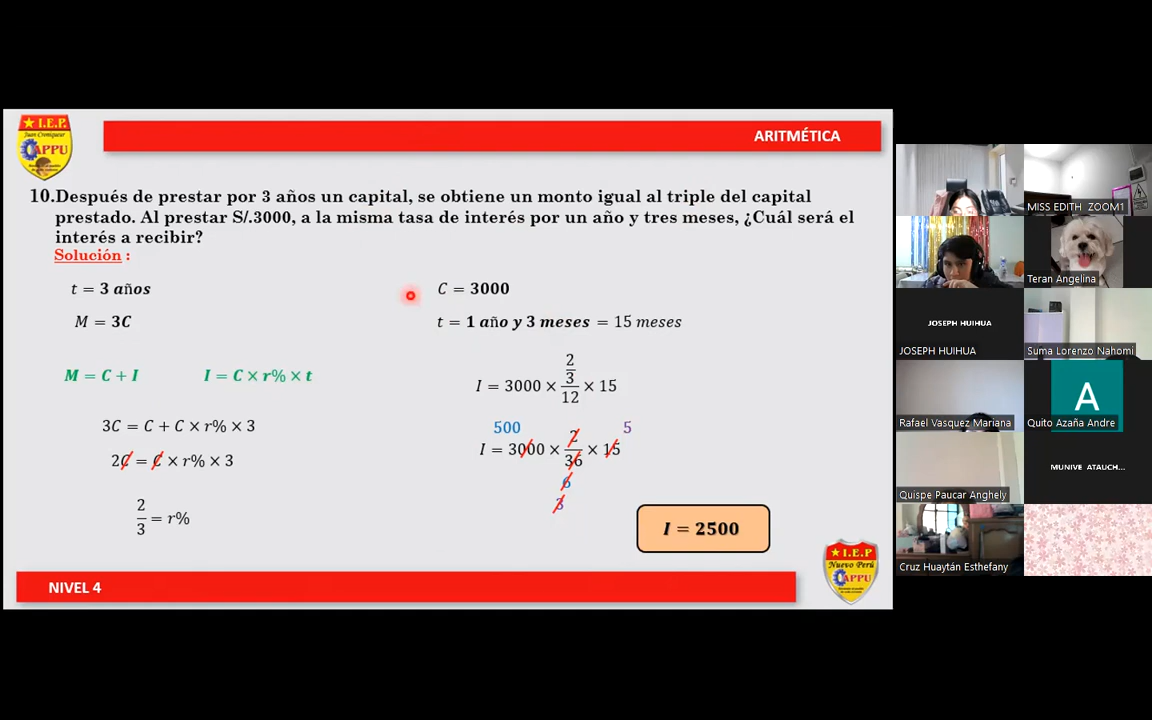 ★ I.E.P.
Juan Croniqueur
CAPPU
ARITMÉTICA
10.Después de prestar por 3 años un capital, se obtiene un monto igual al triple del capital
prestado. Al prestar S/.3000, a la misma tasa de interés por un año y tres meses, ¿Cuál será el
interés a recibir?
Solución :
t = 3 años
M = 3C
M = C + I
I = C × r% × t
3C = C + C × r% × 3
2C = C × r% × 3
2/3 = r%
C = 3000
t = 1 año y 3 meses = 15 meses
I = 3000 × (2/3)/12 × 15
500 5
I = 3000 × 2/36 × 15
6
3
I = 2500
★ I.E.P
Nuevo Perú
CAPPU
NIVEL 4
MISS EDITH ZOOM1
Teran Angelina
JOSEPH HUIHUA
JOSEPH HUIHUA
Suma Lorenzo Nahomi
Rafael Vasquez Mariana
A
Quito Azaña Andre
Quispe Paucar Anghely
MUNIVE ATAUCH...
Cruz Huaytán Esthefany